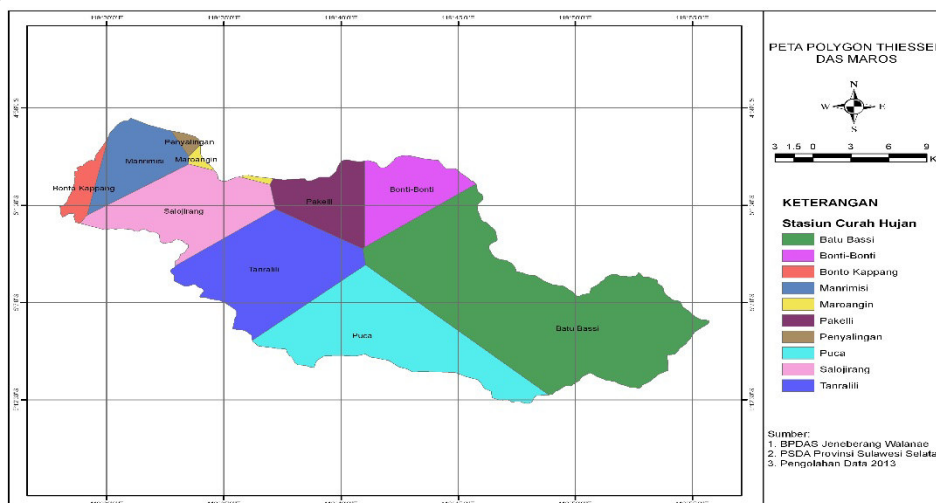 PETA POLYGON THIESSE
DAS MAROS
N
W E
S
3 1.5 0 3 6 9
K
KETERANGAN
Stasiun Curah Hujan
Batu Bassi
Bonti-Bonti
Bonto Kappang
Manrimisi
Maroangin
Pakelli
Penyalingan
Puca
Salojirang
Tanralili
Sumber:
1. BPDAS Jeneberang Walanae
2. PSDA Provinsi Sulawesi Selata
3. Pengolahan Data 2013
Penyalingan
Manrimisi
Maroangin
Bonto Kappang
Salojirang
Pakelli
Bonti-Bonti
Tanralili
Puca
Batu Bassi